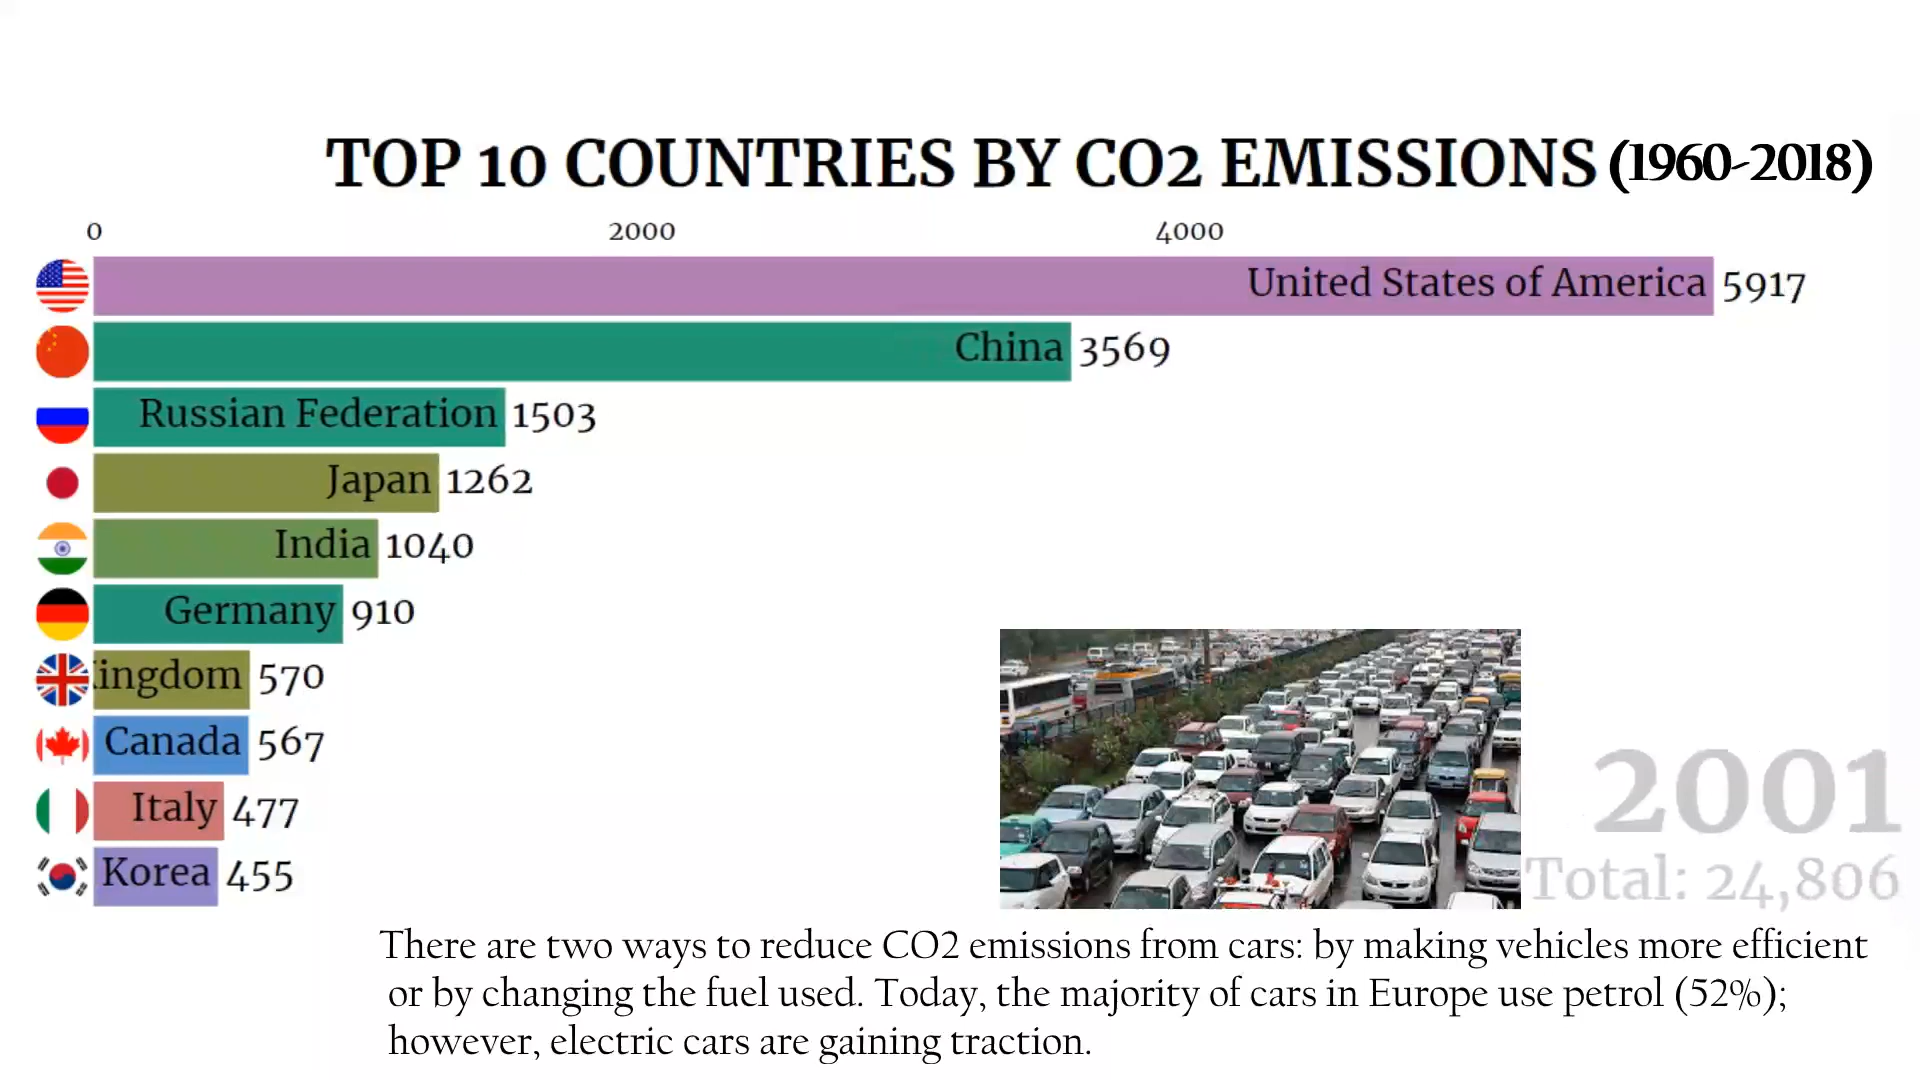 TOP 10 COUNTRIES BY CO2 EMISSIONS (1960-2018)
0 2000 4000
United States of America 5917
China 3569
Russian Federation 1503
Japan 1262
India 1040
Germany 910
Kingdom 570
Canada 567
Italy 477
Korea 455
2001
Total: 24,806
There are two ways to reduce CO2 emissions from cars: by making vehicles more efficient
or by changing the fuel used. Today, the majority of cars in Europe use petrol (52%);
however, electric cars are gaining traction.